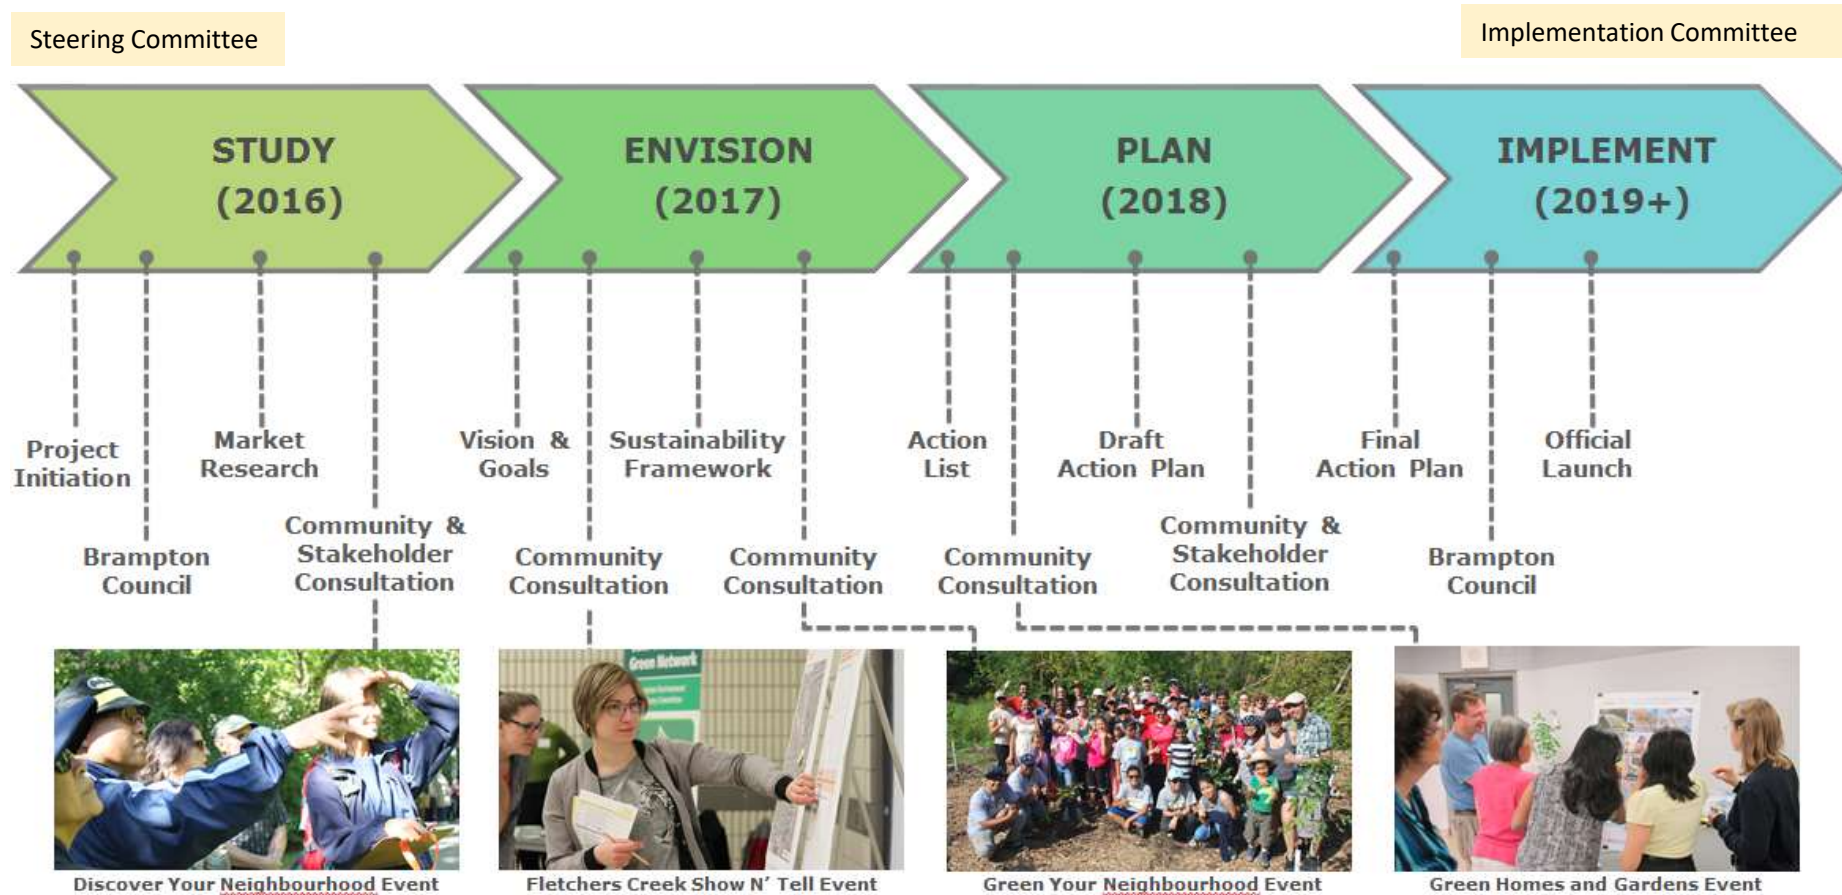 Steering Committee
Implementation Committee
STUDY
(2016)
ENVISION
(2017)
PLAN
(2018)
IMPLEMENT
(2019+)
Project
Initiation
Brampton
Council
Market
Research
Community &
Stakeholder
Consultation
Vision &
Goals
Community
Consultation
Sustainability
Framework
Community
Consultation
Action
List
Community
Consultation
Draft
Action Plan
Community &
Stakeholder
Consultation
Final
Action Plan
Brampton
Council
Official
Launch
Green Network
Discover Your Neighbourhood Event
Fletchers Creek Show N' Tell Event
Green Your Neighbourhood Event
Green Homes and Gardens Event